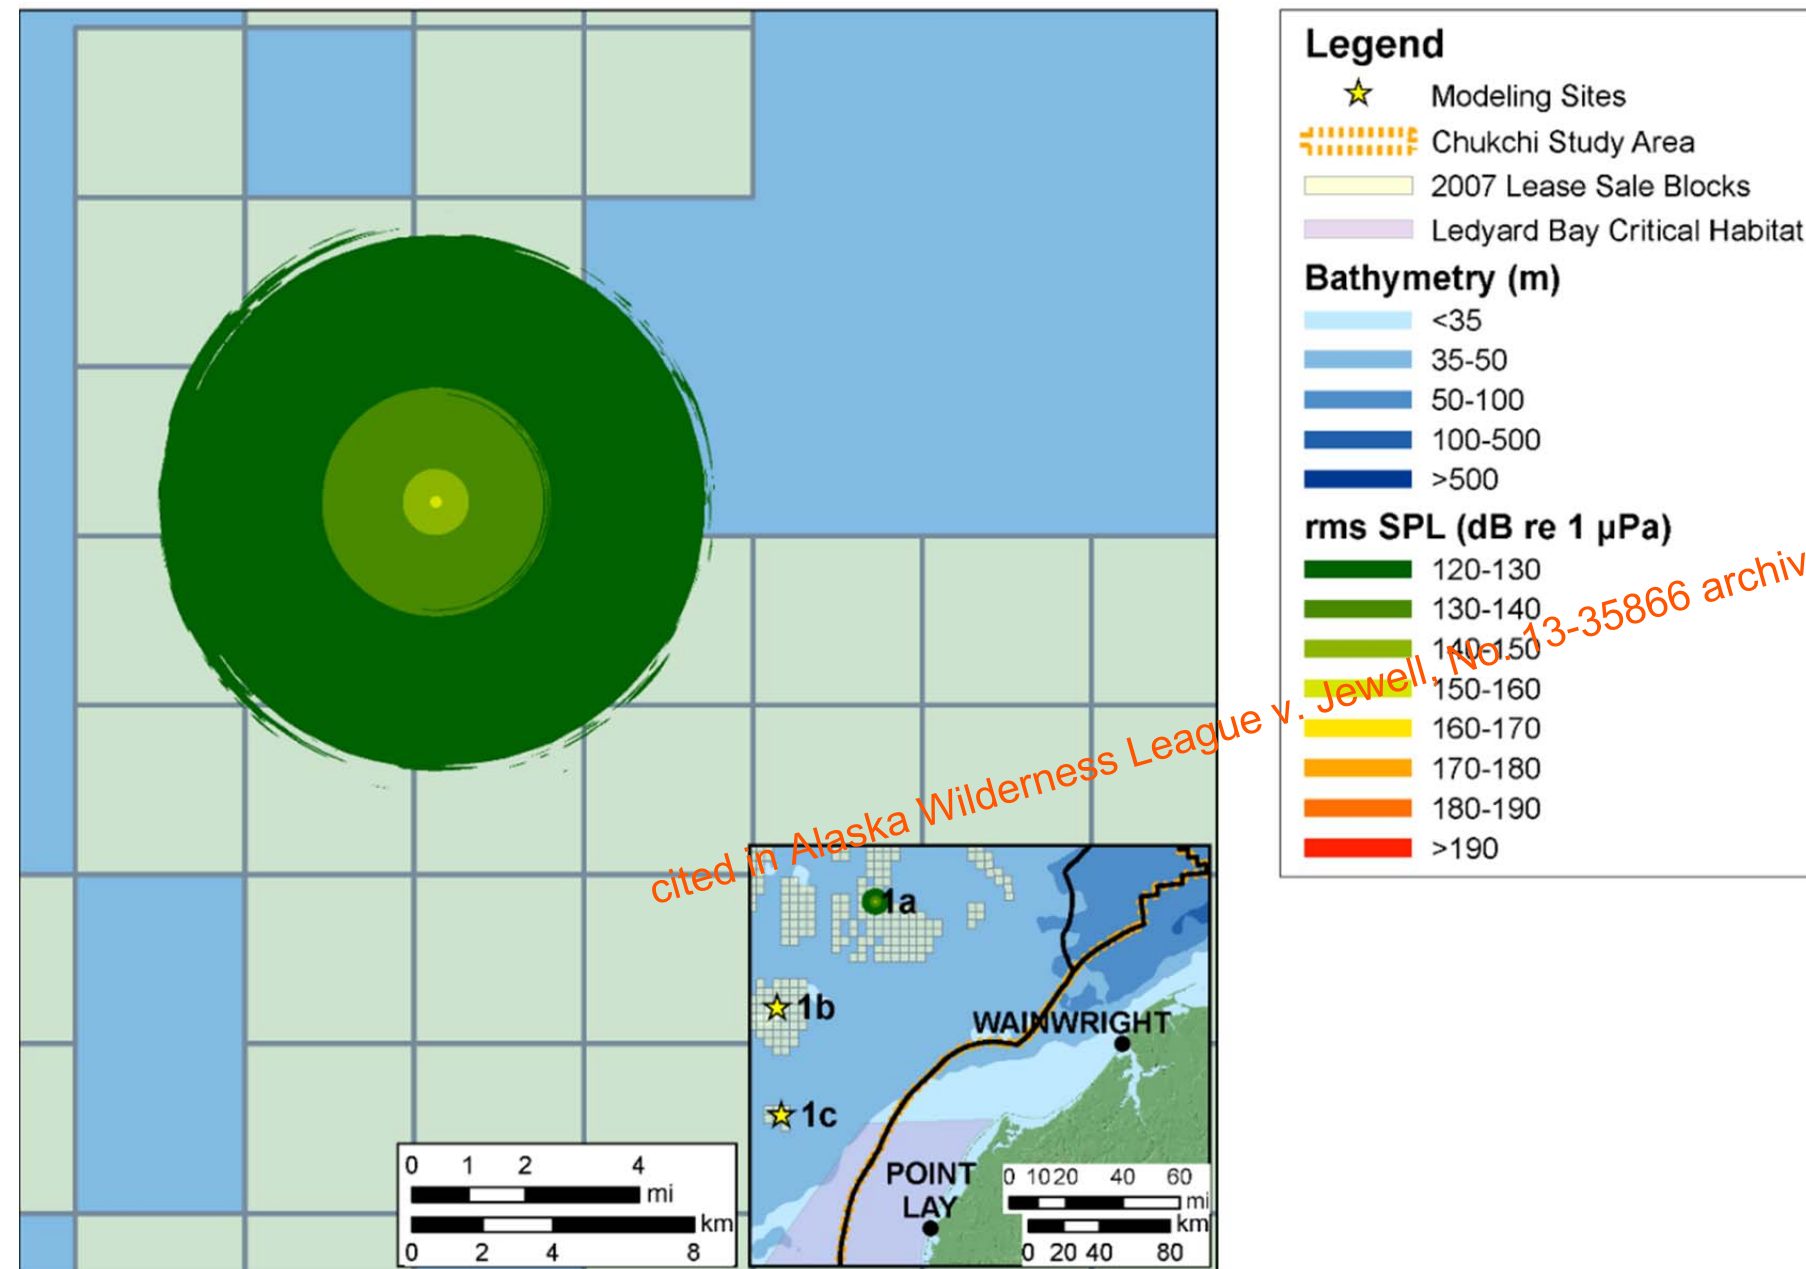 Legend
Modeling Sites
Chukchi Study Area
2007 Lease Sale Blocks
Ledyard Bay Critical Habitat
Bathymetry (m)
<35
35-50
50-100
100-500
>500
rms SPL (dB re 1 µPa)
120-130
130-140
140-150
150-160
160-170
170-180
180-190
>190
cited in Alaska Wilderness League v. Jewell, No. 13-35866 archiv
1a
1b
WAINWRIGHT
1c
POINT
LAY
0 1 2 4
mi
km
0 2 4 8
0 10 20 40 60
mi
km
0 20 40 80